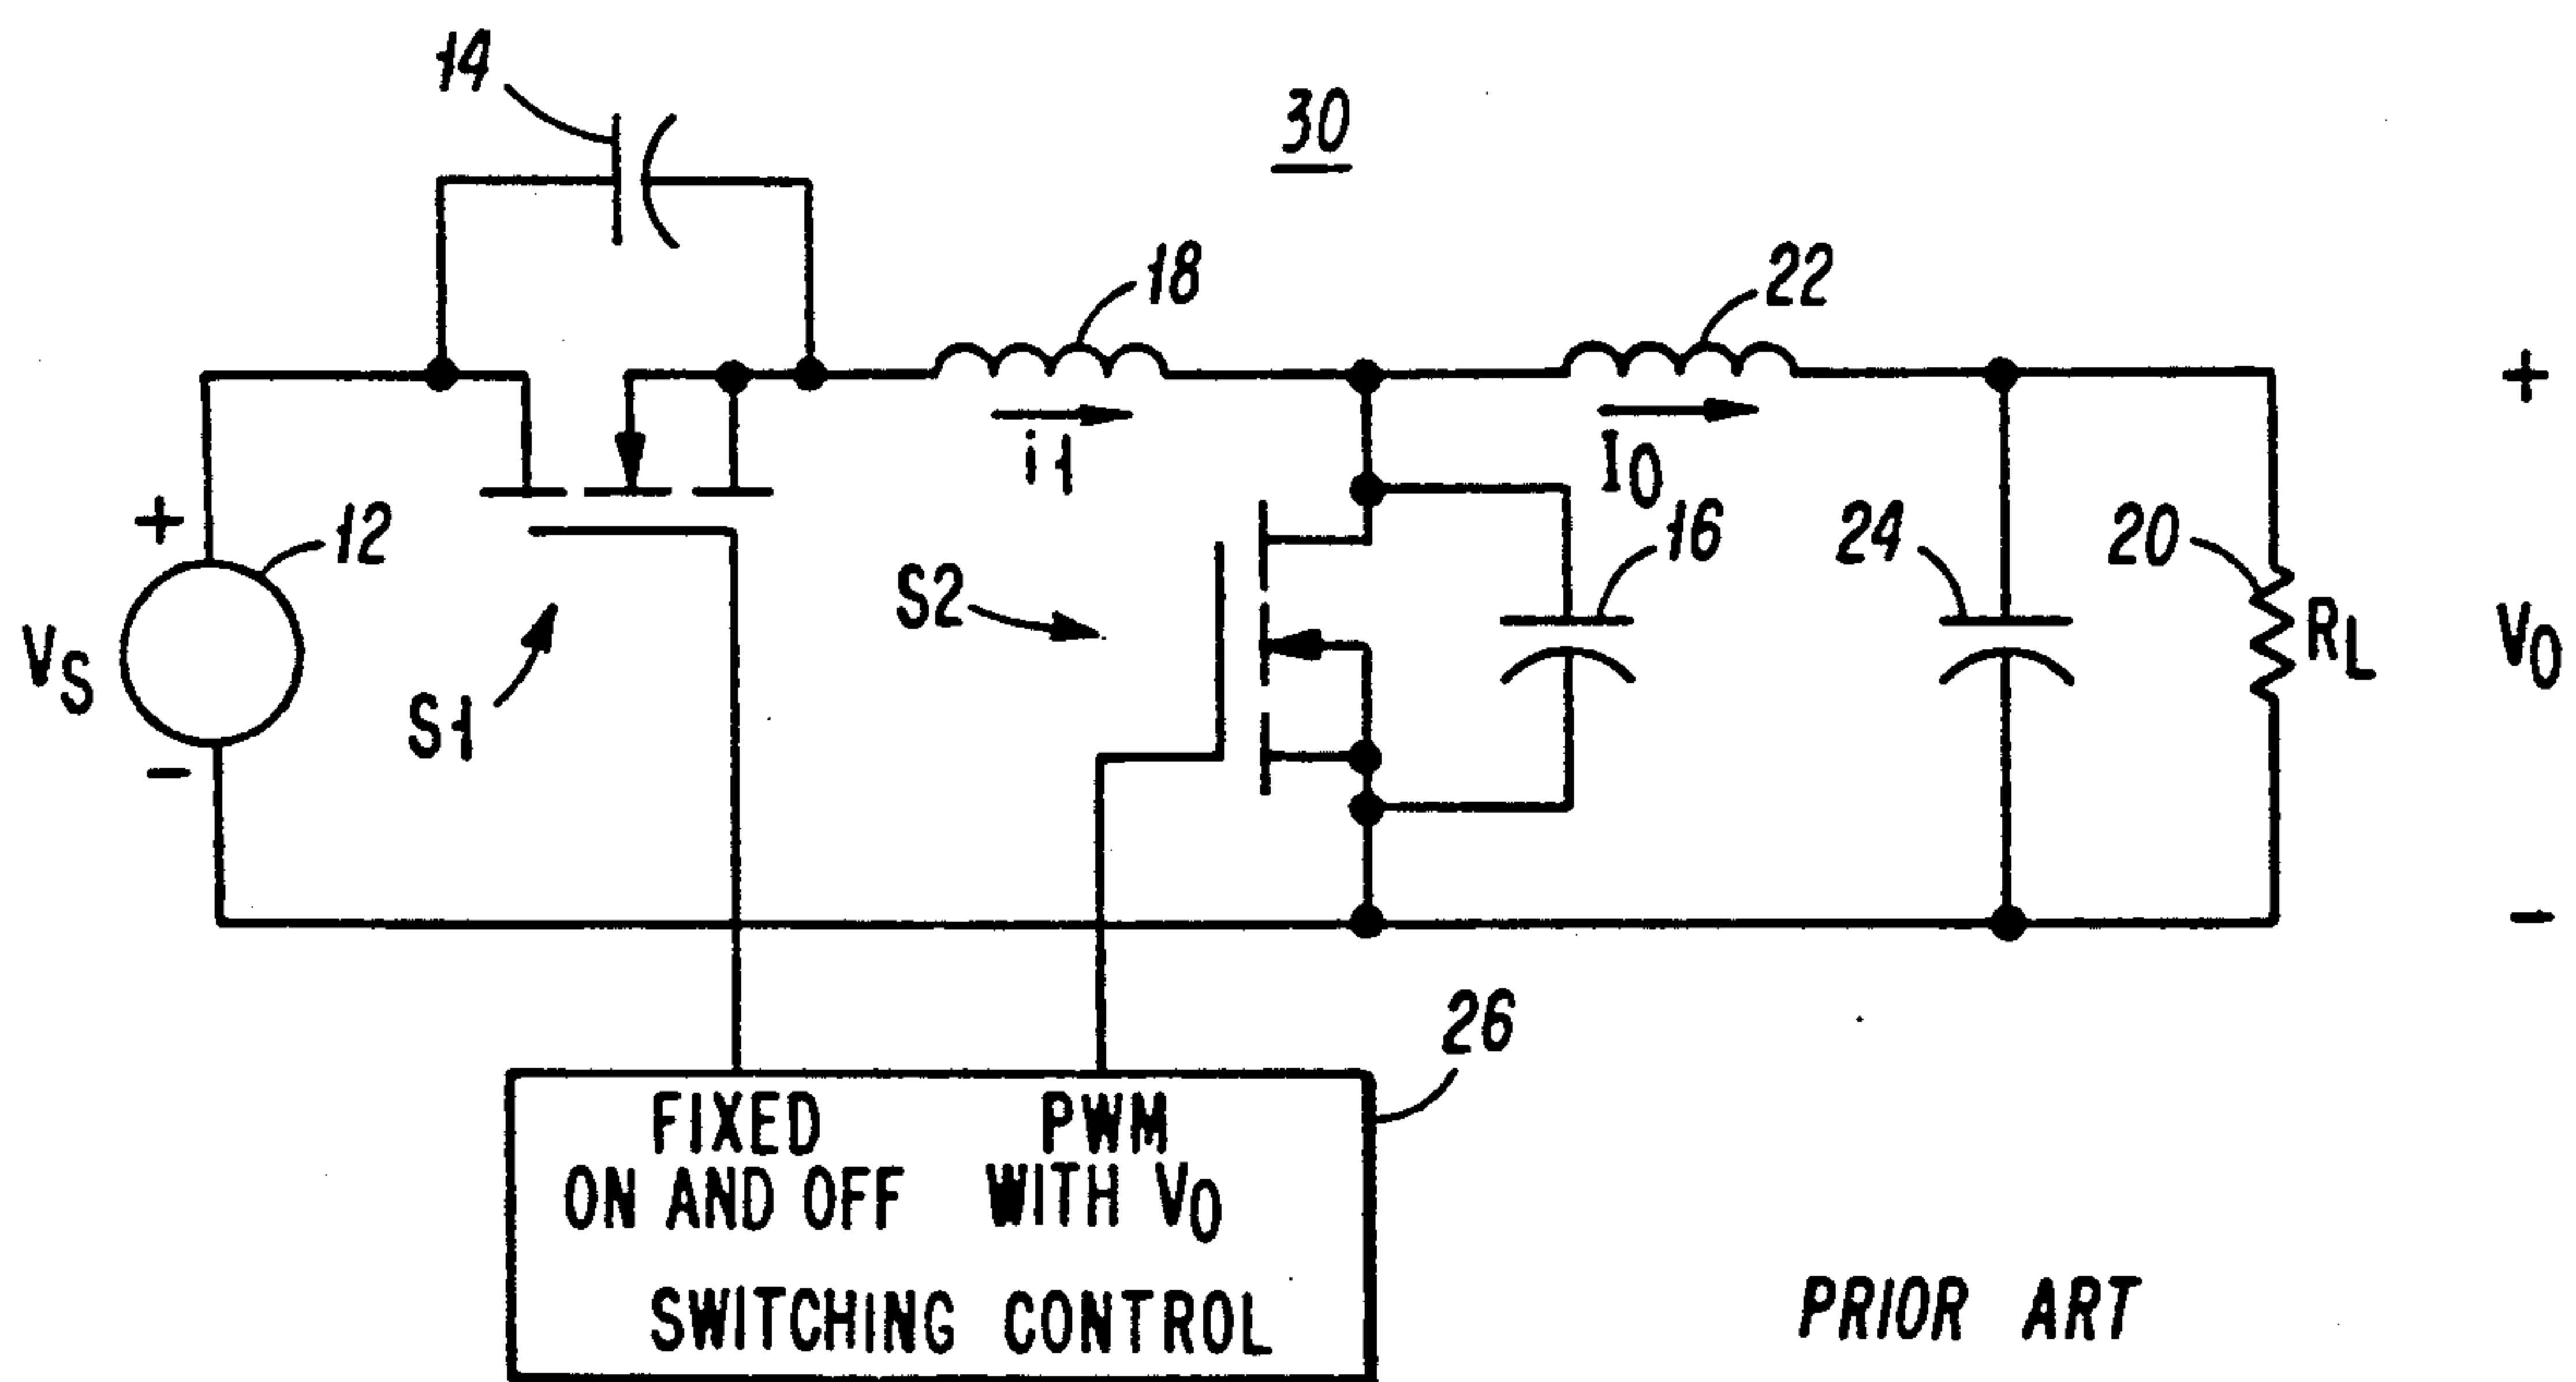 14
30
18
22
+
i1
I0
+
12
S2
16
24
20
VS
S1
RL
V0
-
-
26
FIXED PWM
ON AND OFF WITH V0
SWITCHING CONTROL
PRIOR ART